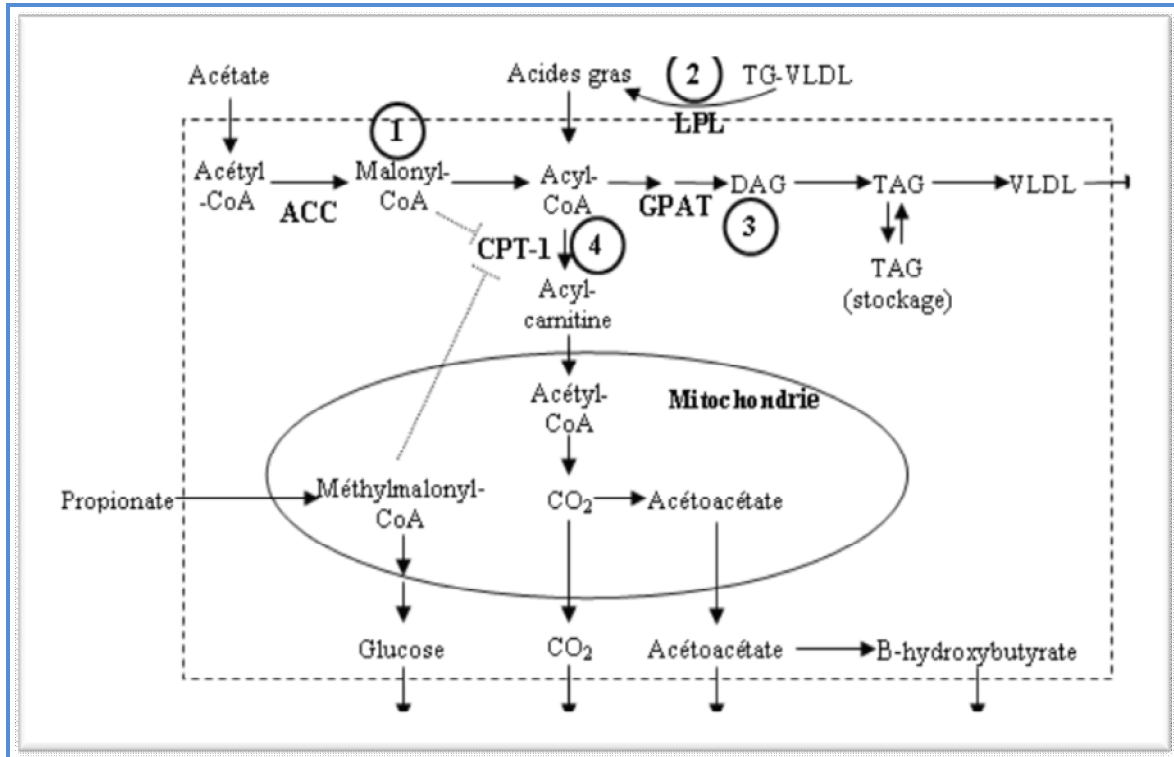 Acétate
Acides gras
2
TG-VLDL
LPL
1
Acétyl
-CoA
ACC
Malonyl-
CoA
Acyl-
CoA
GPAT
DAG
3
TAG
VLDL
CPT-1
4
TAG
(stockage)
Acyl-
carnitine
Acétyl-
CoA
Mitochondrie
Propionate
Méthylmalonyl-
CoA
CO2
Acétoacétate
Glucose
CO2
Acétoacétate
B-hydroxybutyrate